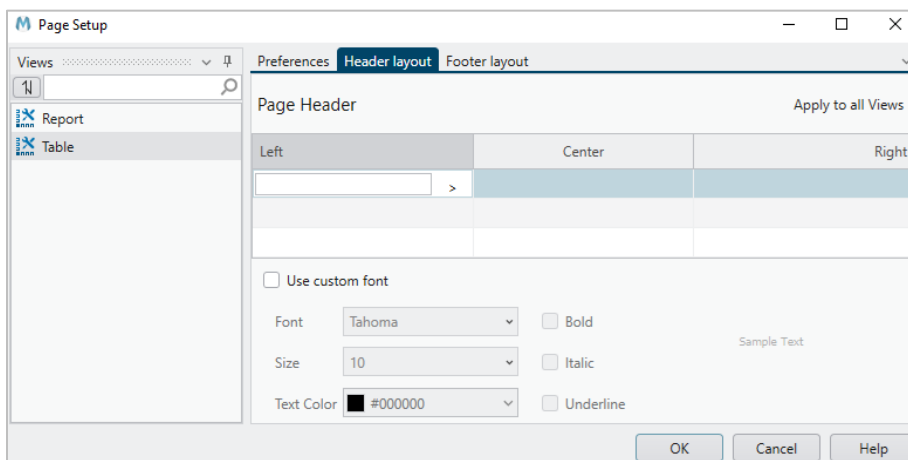 Page Setup
Views
Preferences Header layout Footer layout
Page Header
Apply to all Views
Report
Table
Left Center Right
>
Use custom font
Font Tahoma Bold
Sample Text
Size 10 Italic
Text Color #000000 Underline
OK Cancel Help